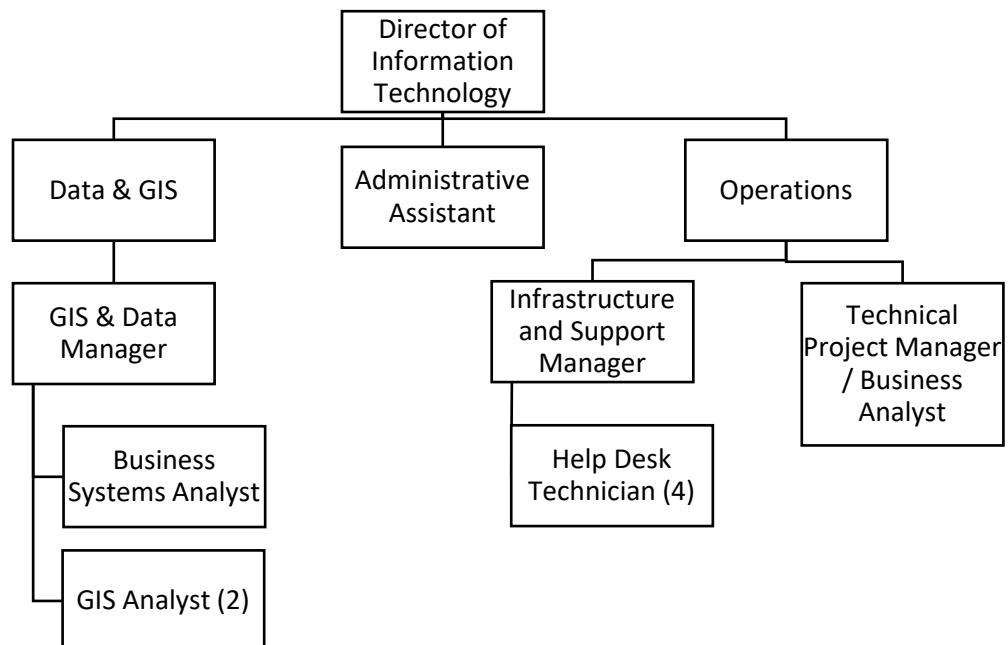 Director of
Information
Technology
Data & GIS
Administrative
Assistant
Operations
GIS & Data
Manager
Infrastructure
and Support
Manager
Technical
Project Manager
/ Business
Analyst
Business
Systems Analyst
Help Desk
Technician (4)
GIS Analyst (2)